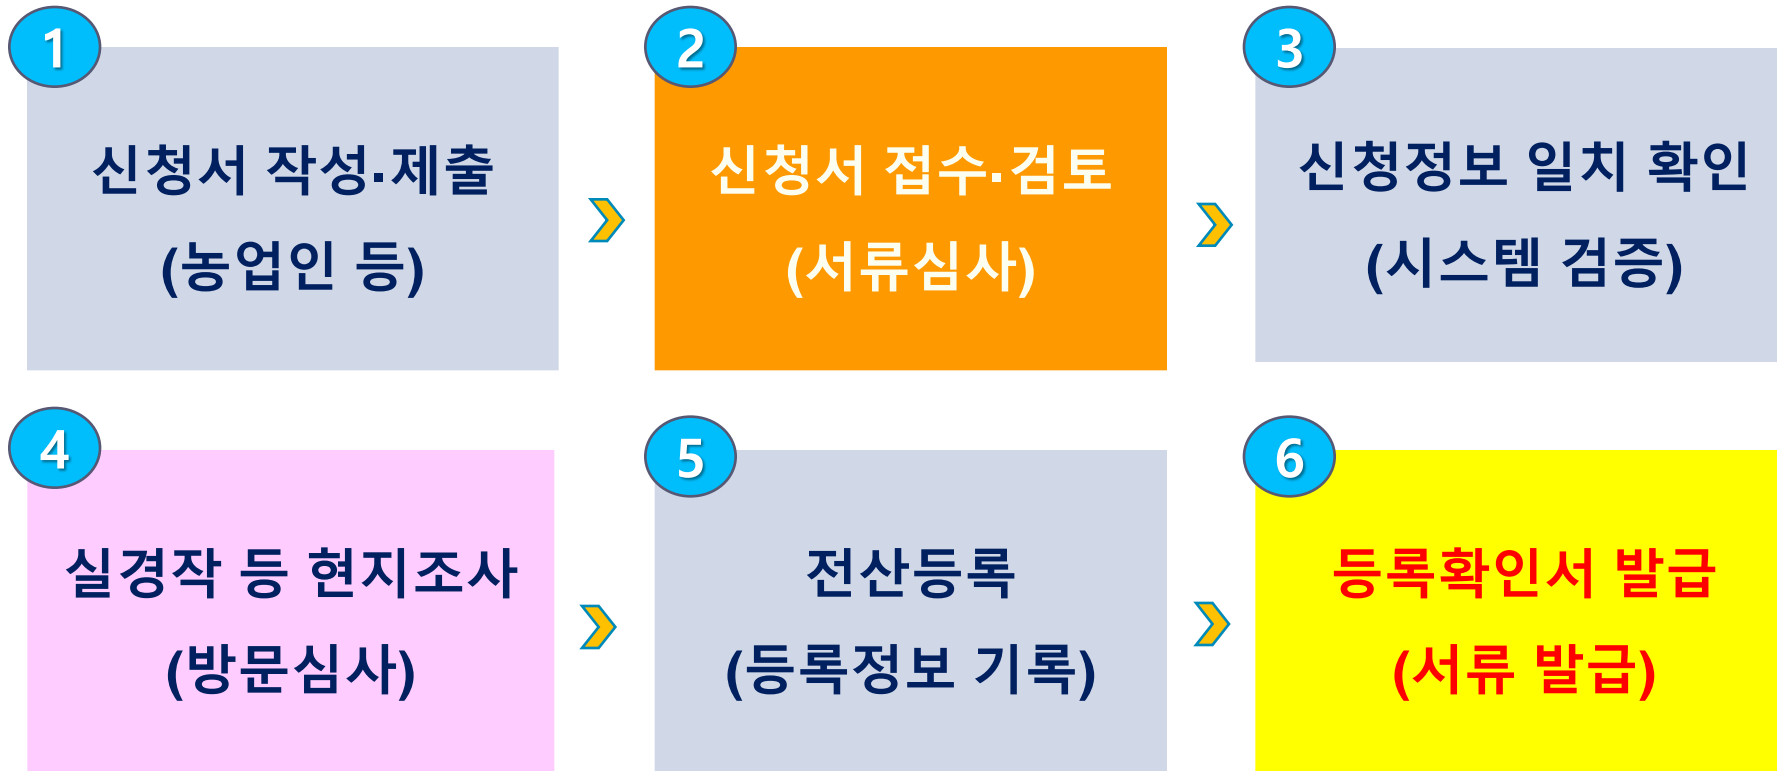 1
신청서 작성·제출
(농업인 등)
2
신청서 접수·검토
(서류심사)
3
신청정보 일치 확인
(시스템 검증)
4
실경작 등 현지조사
(방문심사)
5
전산등록
(등록정보 기록)
6
등록확인서 발급
(서류 발급)